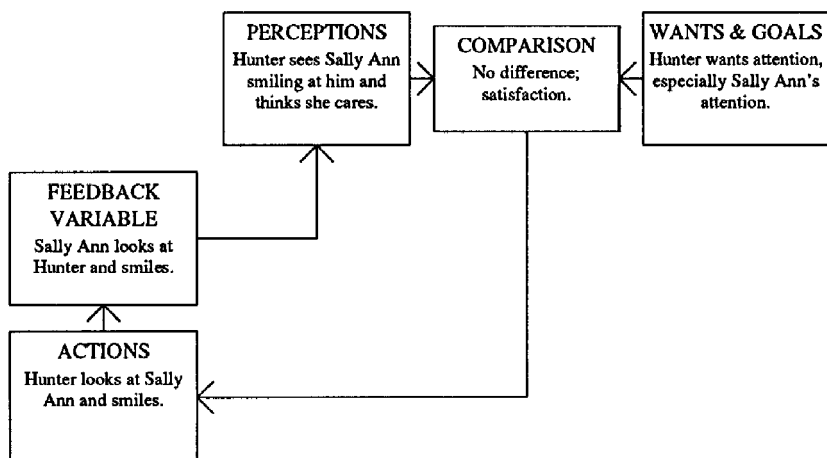 PERCEPTIONS
Hunter sees Sally Ann
smiling at him and
thinks she cares.
COMPARISON
No difference;
satisfaction.
WANTS & GOALS
Hunter wants attention,
especially Sally Ann's
attention.
FEEDBACK
VARIABLE
Sally Ann looks at
Hunter and smiles.
ACTIONS
Hunter looks at Sally
Ann and smiles.